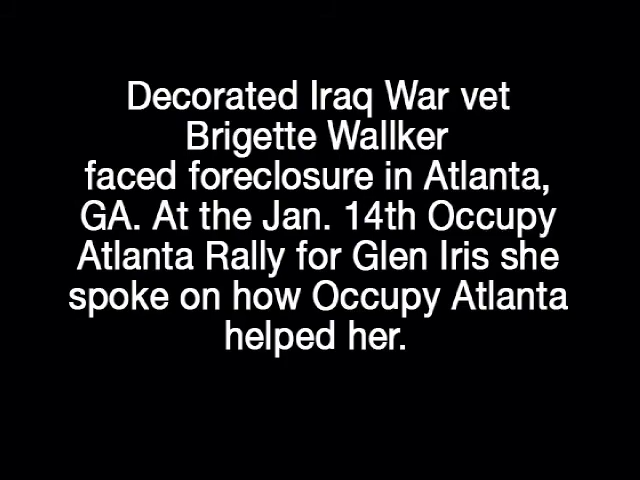 Decorated Iraq War vet
Brigette Wallker
faced foreclosure in Atlanta,
GA. At the Jan. 14th Occupy
Atlanta Rally for Glen Iris she
spoke on how Occupy Atlanta
helped her.